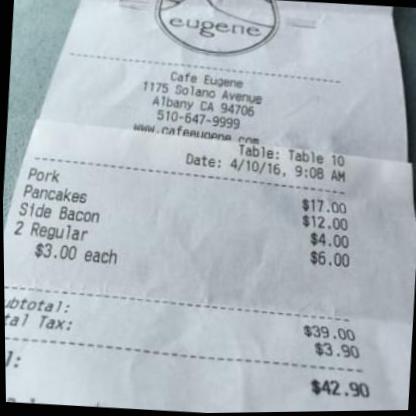 eugene
Cafe Eugene
1175 Solano Avenue
Albany CA 94706
510-647-9999
www.cafeeugene.com
Table: Table 10
Date: 4/10/16, 9:08 AM
Pork $17.00
Pancakes $12.00
Side Bacon $4.00
2 Regular $6.00
$3.00 each
ubtotal: $39.00
tal Tax: $3.90
l: $42.90